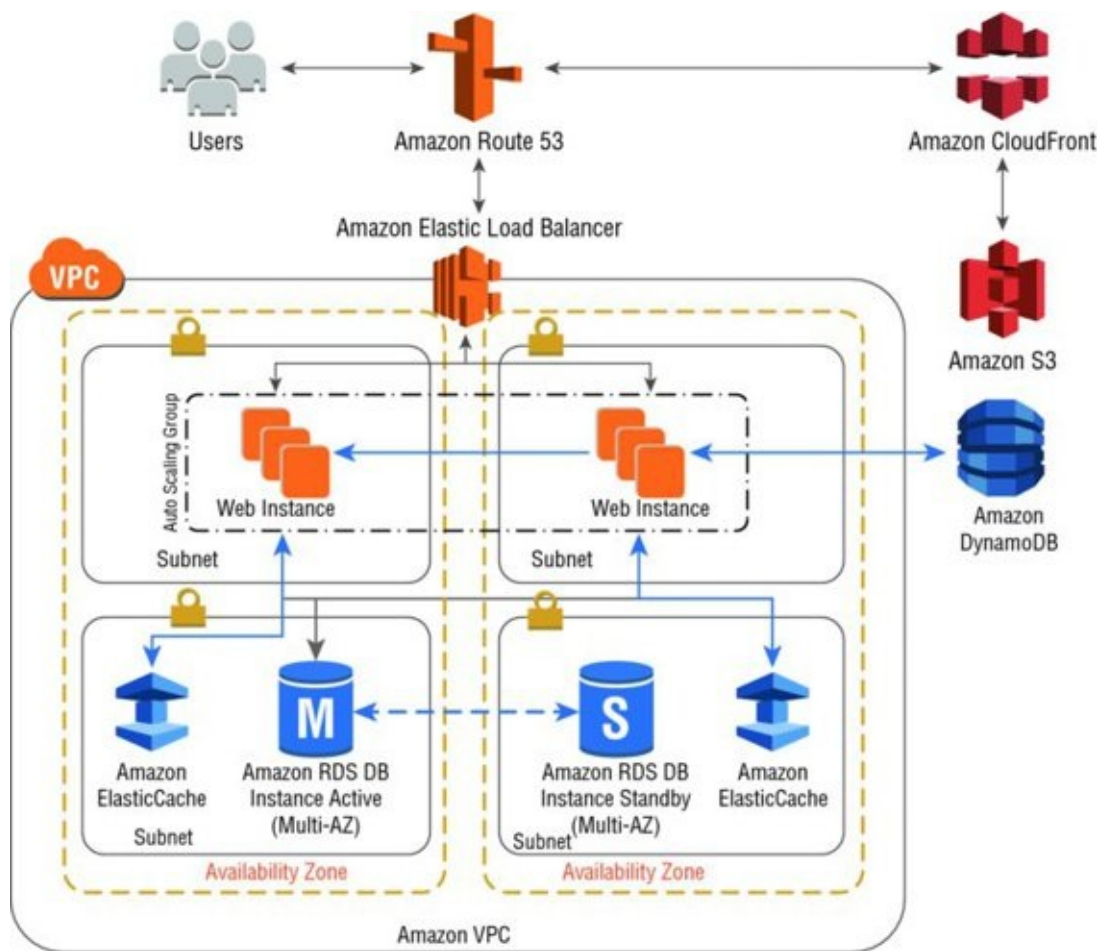 Users
Amazon Route 53
Amazon CloudFront
Amazon Elastic Load Balancer
VPC
Amazon S3
Auto Scaling Group
Web Instance
Web Instance
Amazon
DynamoDB
Subnet
Subnet
M
S
Amazon
ElasticCache
Amazon RDS DB
Instance Active
(Multi-AZ)
Amazon RDS DB
Instance Standby
(Multi-AZ)
Amazon
ElasticCache
Subnet
Subnet
Availability Zone
Availability Zone
Amazon VPC